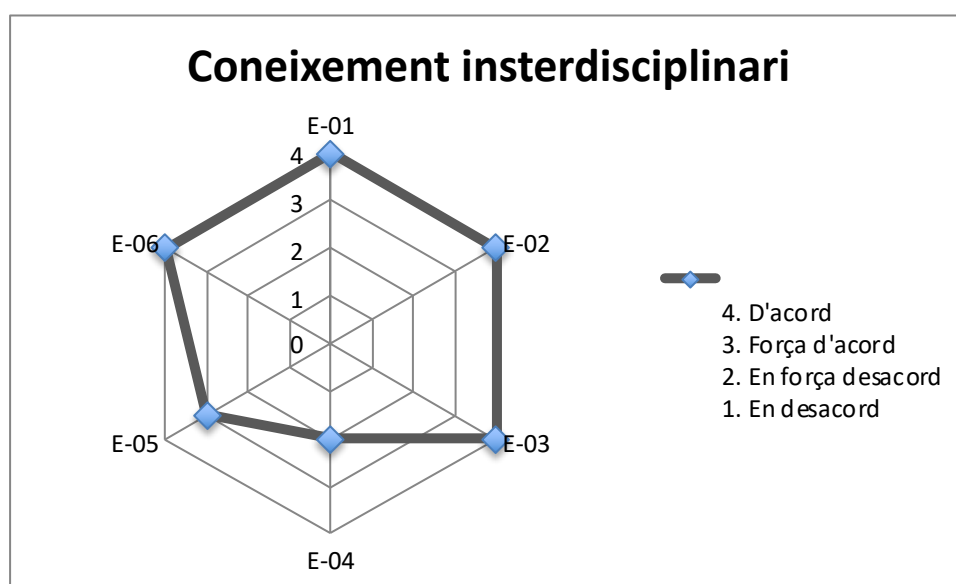 Coneixement insterdisciplinari
E-01
4
3
2
1
0
E-02
E-03
E-04
E-05
E-06
4. D'acord
3. Força d'acord
2. En força desacord
1. En desacord